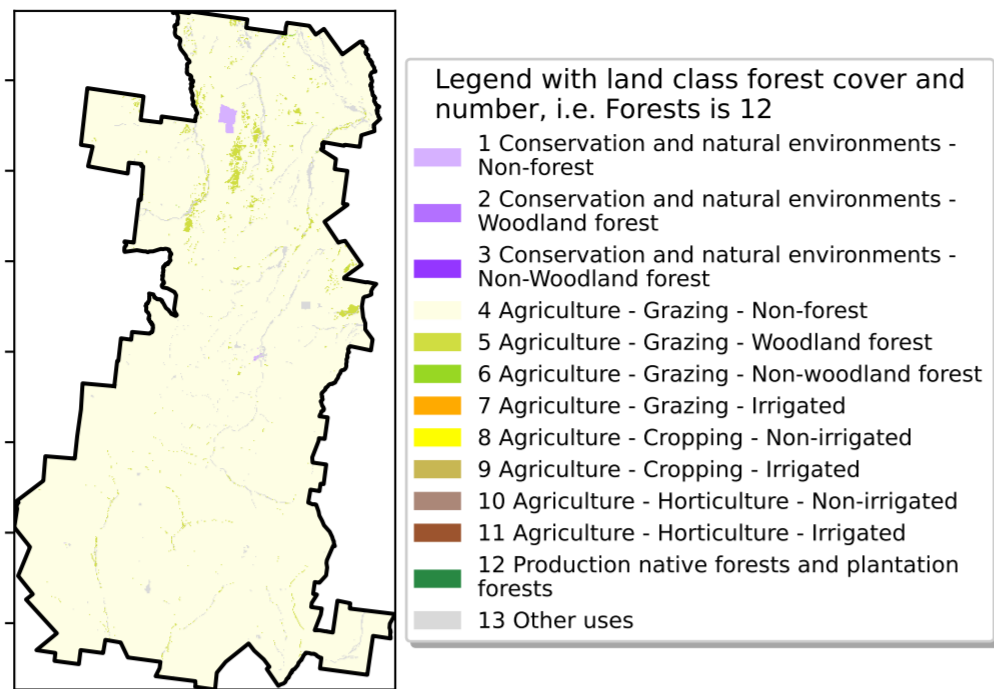 Legend with land class forest cover and
number, i.e. Forests is 12
1 Conservation and natural environments -
Non-forest
2 Conservation and natural environments -
Woodland forest
3 Conservation and natural environments -
Non-Woodland forest
4 Agriculture - Grazing - Non-forest
5 Agriculture - Grazing - Woodland forest
6 Agriculture - Grazing - Non-woodland forest
7 Agriculture - Grazing - Irrigated
8 Agriculture - Cropping - Non-irrigated
9 Agriculture - Cropping - Irrigated
10 Agriculture - Horticulture - Non-irrigated
11 Agriculture - Horticulture - Irrigated
12 Production native forests and plantation
forests
13 Other uses